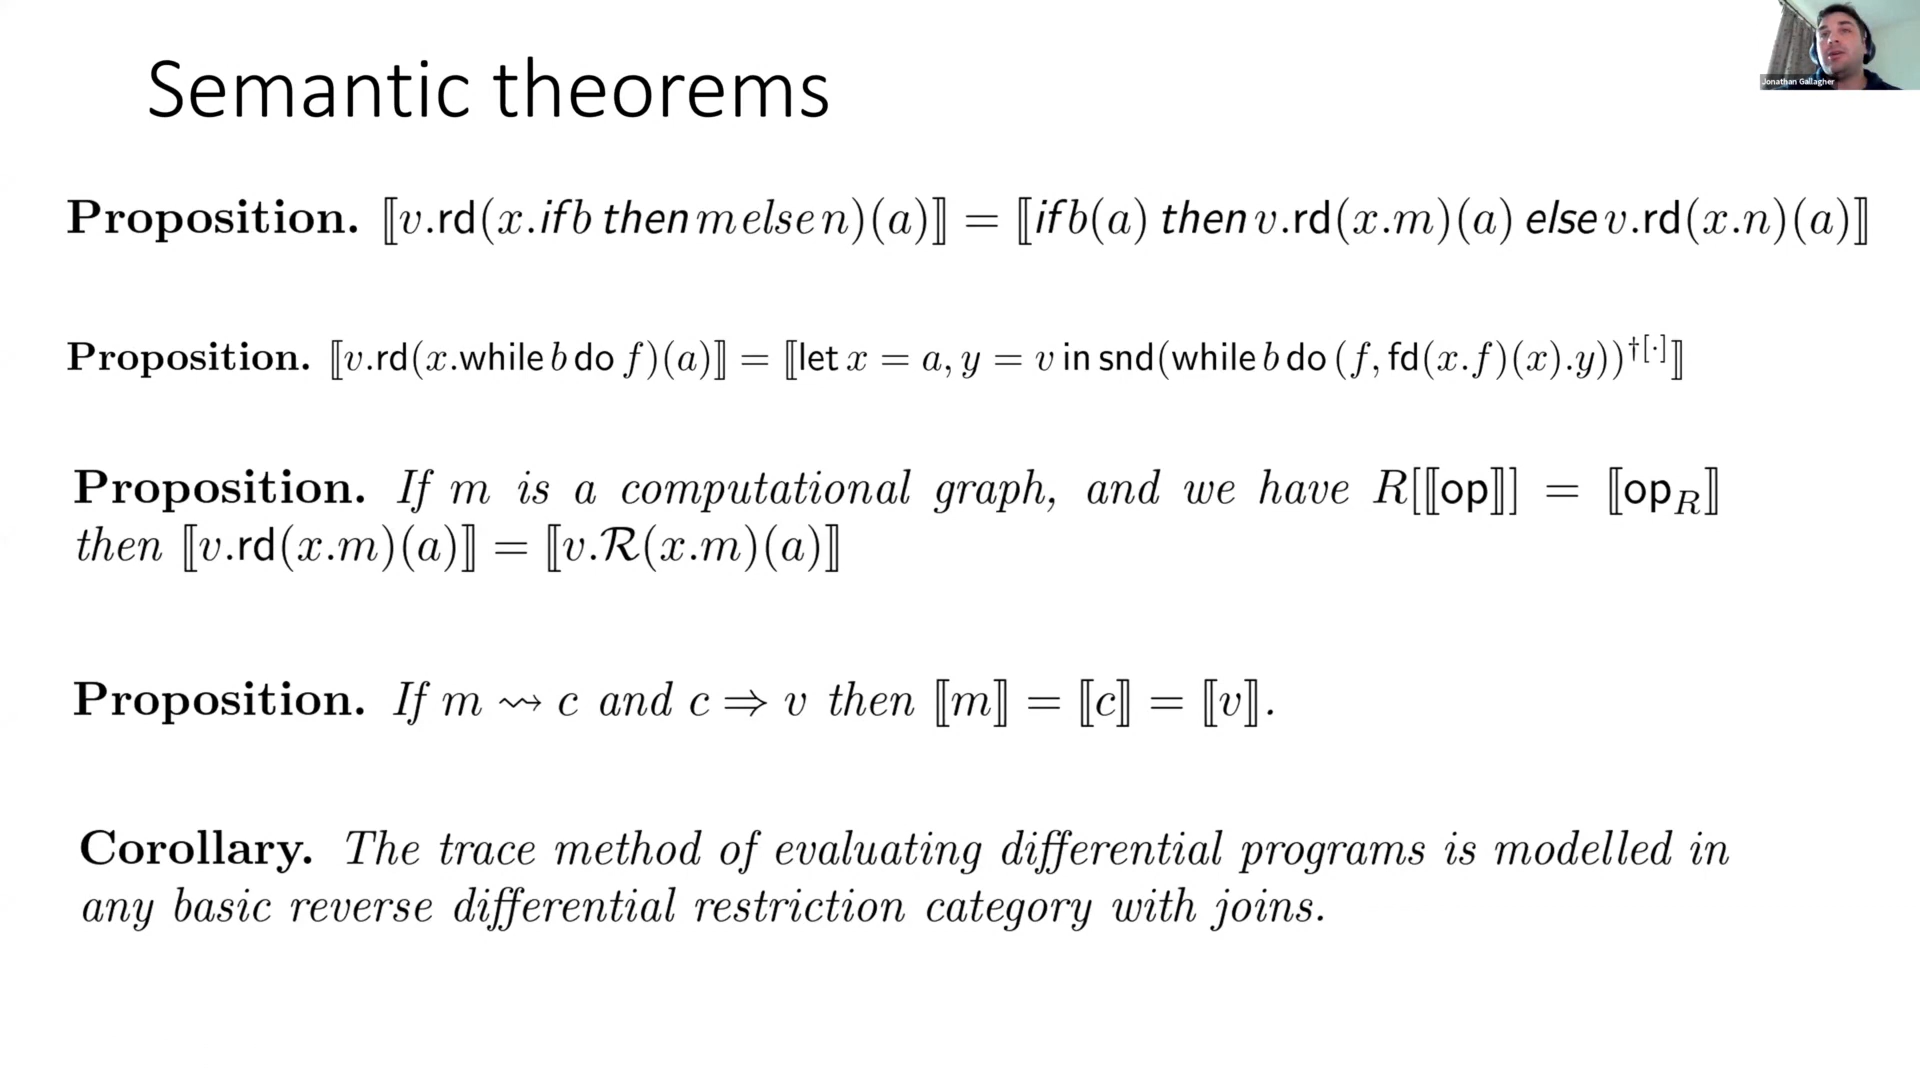 Semantic theorems
Jonathan Gallagher
Proposition. ⟦v.rd(x.if b then m else n)(a)⟧ = ⟦if b(a) then v.rd(x.m)(a) else v.rd(x.n)(a)⟧
Proposition. ⟦v.rd(x.while b do f)(a)⟧ = ⟦let x = a, y = v in snd(while b do (f, fd(x.f)(x).y))†[·]⟧
Proposition. If m is a computational graph, and we have R[⟦op⟧] = ⟦op_R⟧
then ⟦v.rd(x.m)(a)⟧ = ⟦v.ℛ(x.m)(a)⟧
Proposition. If m ⇝ c and c ⇒ v then ⟦m⟧ = ⟦c⟧ = ⟦v⟧.
Corollary. The trace method of evaluating differential programs is modelled in
any basic reverse differential restriction category with joins.